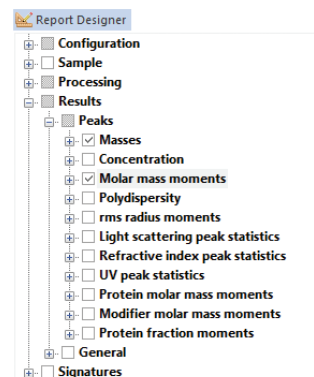 Report Designer
Configuration
Sample
Processing
Results
Peaks
Masses
Concentration
Molar mass moments
Polydispersity
rms radius moments
Light scattering peak statistics
Refractive index peak statistics
UV peak statistics
Protein molar mass moments
Modifier molar mass moments
Protein fraction moments
General
Signatures